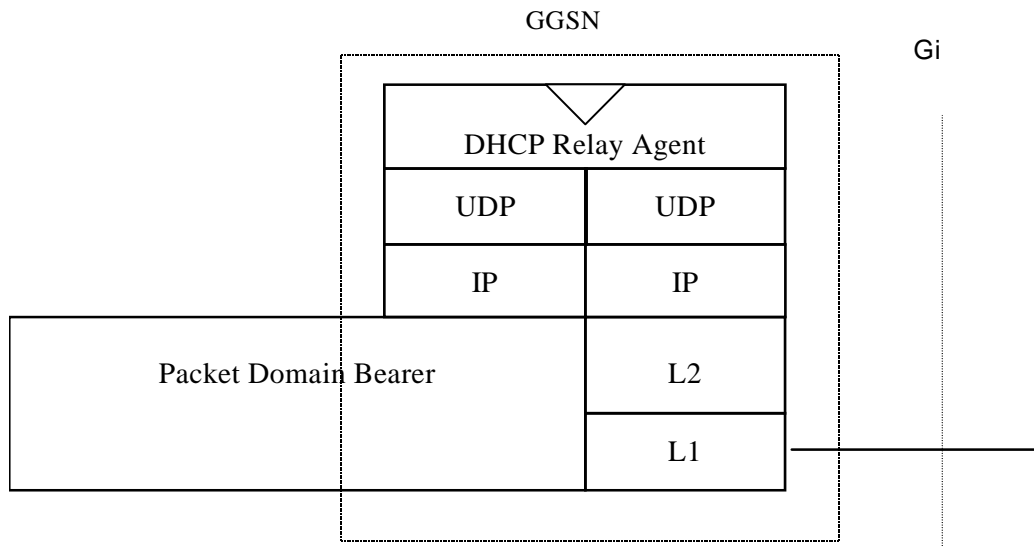 GGSN
Gi
DHCP Relay Agent
UDP UDP
IP IP
Packet Domain Bearer L2
L1